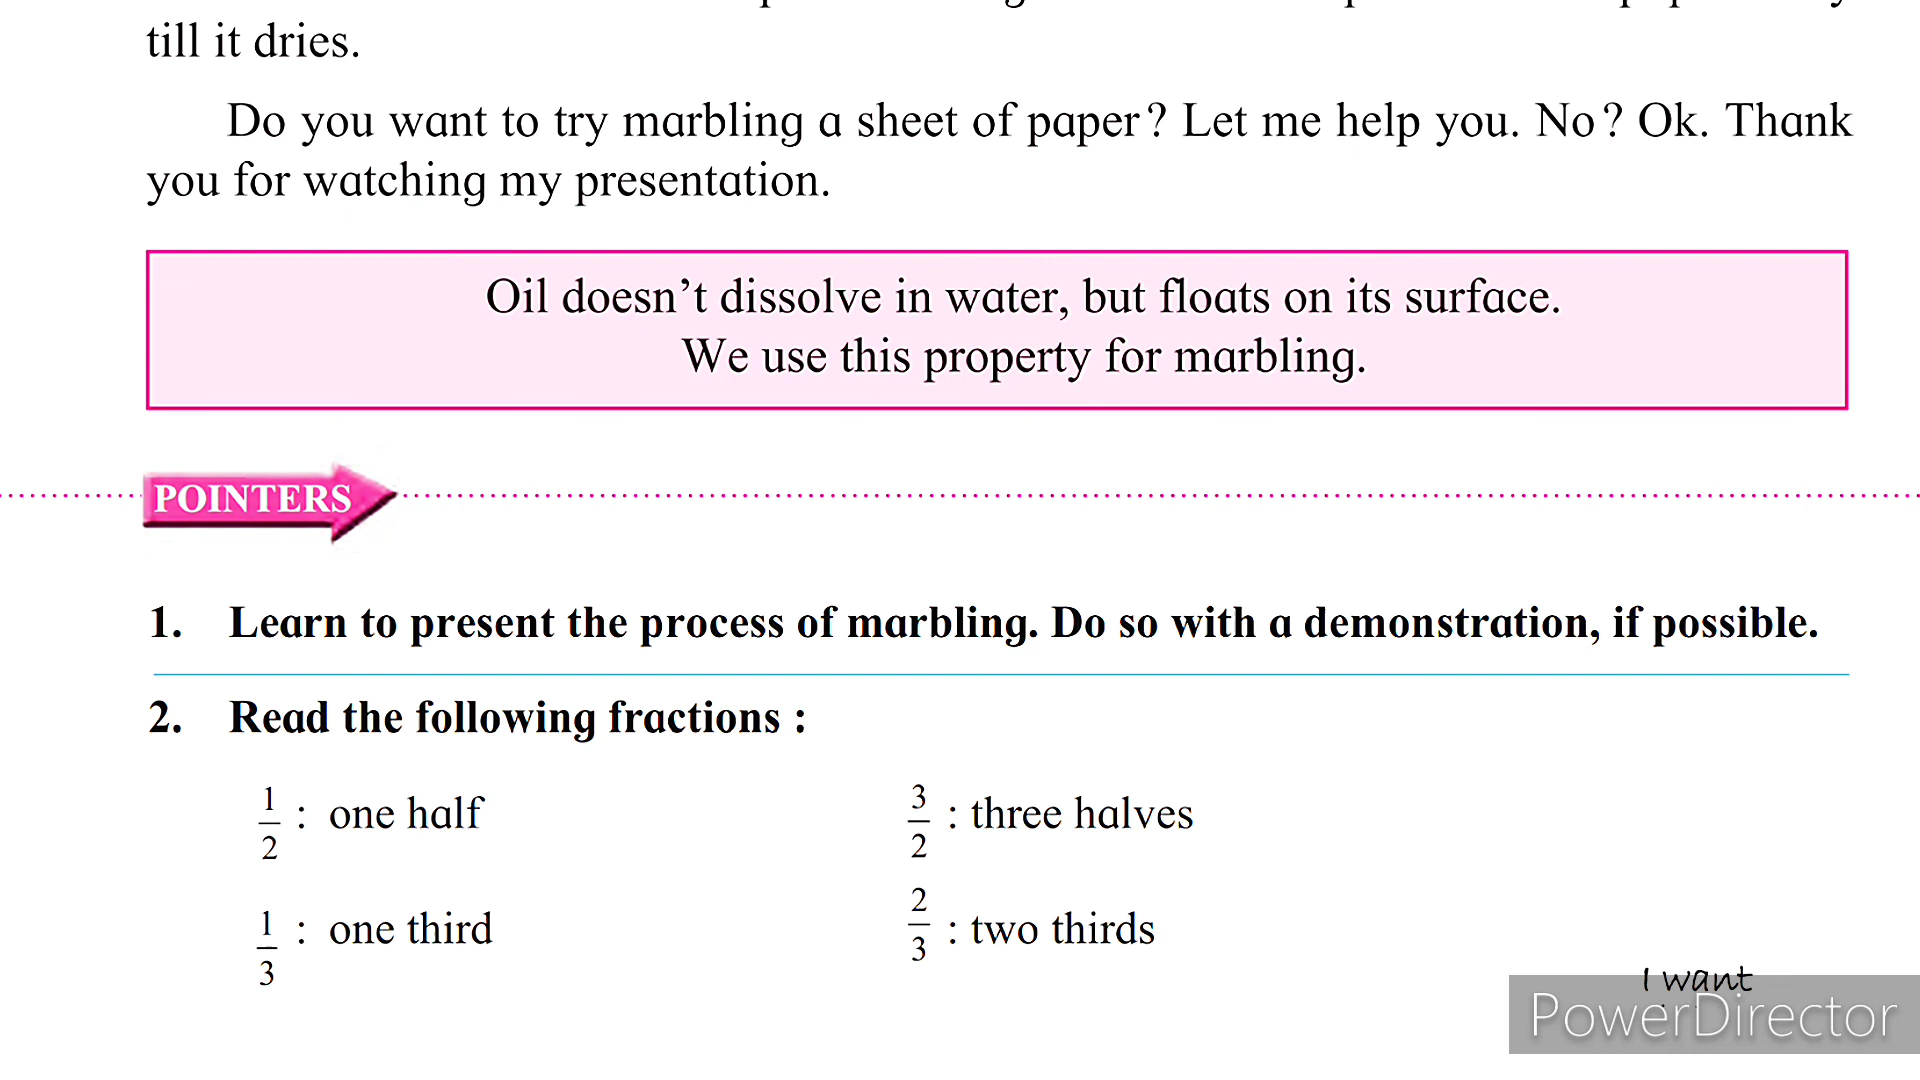 till it dries.
Do you want to try marbling a sheet of paper? Let me help you. No? Ok. Thank
you for watching my presentation.
Oil doesn't dissolve in water, but floats on its surface.
We use this property for marbling.
POINTERS
1. Learn to present the process of marbling. Do so with a demonstration, if possible.
2. Read the following fractions :
1/2 : one half
3/2 : three halves
1/3 : one third
2/3 : two thirds
I want
PowerDirector